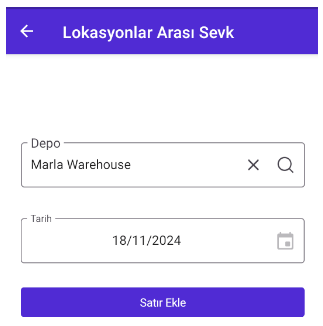 Lokasyonlar Arası Sevk
Depo
Marla Warehouse
Tarih
18/11/2024
Satır Ekle